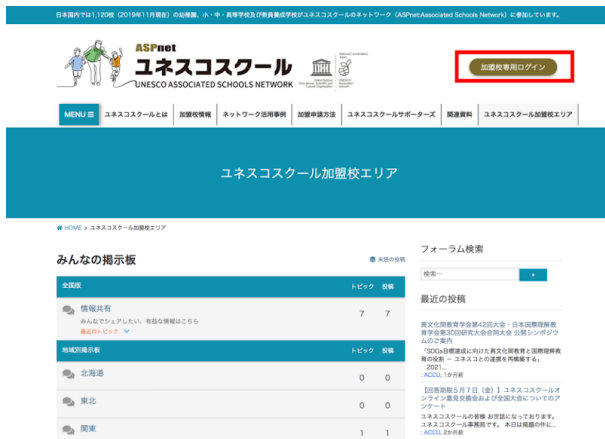 日本国内では1,120校（2019年11月現在）の幼稚園、小・中・高等学校及び教員養成学校がユネスコスクールのネットワーク（ASPnet:Associated Schools Network）に参加しています。
ASPnet
ユネスコスクール
UNESCO ASSOCIATED SCHOOLS NETWORK
加盟校専用ログイン
MENU ユネスコスクールとは 加盟校情報 ネットワーク活用事例 加盟申請方法 ユネスコスクールサポーターズ 関連資料 ユネスコスクール加盟校エリア
ユネスコスクール加盟校エリア
HOME > ユネスコスクール加盟校エリア
みんなの掲示板
未読の投稿
全国版 トピック 投稿
情報共有 7 7
みんなでシェアしたい、有益な情報はこちら
最近のトピック
地域別掲示板 トピック 投稿
北海道 0 0
東北 0 0
関東 1 1
フォーラム検索
検索…
最近の投稿
異文化間教育学会第42回大会・日本国際理解教
育学会第30回研究大会合同大会 公開シンポジウ
ムのご案内
「SDGs目標達成に向けた異文化間教育と国際理解教
育の役割 − ユネスコとの連携を再構築する」
2021...
: ACCU, 1か月前
【回答期限５月７日（金）】ユネスコスクールオ
ンライン意見交換会および全国大会についてのア
ンケート
ユネスコスクールの皆様 お世話になっております。
ユネスコスクール事務局です。 本日は掲題の件に...
: ACCU, 2か月前